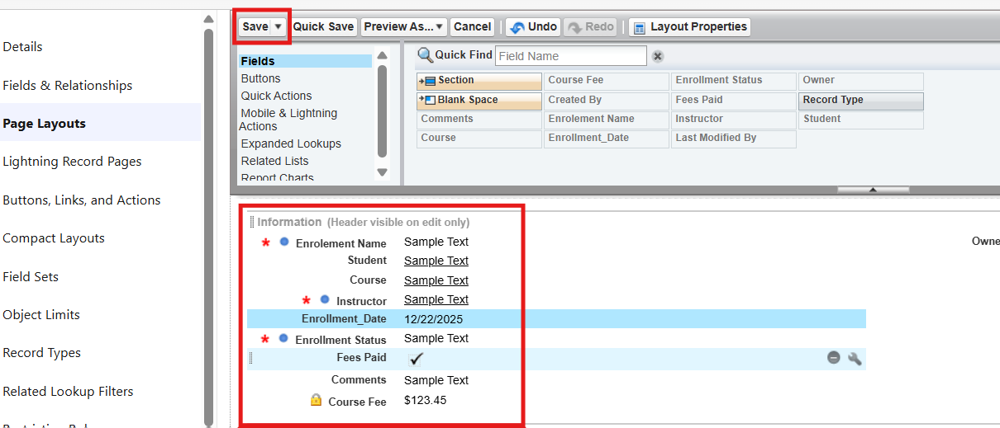 Details
Fields & Relationships
Page Layouts
Lightning Record Pages
Buttons, Links, and Actions
Compact Layouts
Field Sets
Object Limits
Record Types
Related Lookup Filters
Save
Quick Save
Preview As...
Cancel
Undo
Redo
Layout Properties
Fields
Buttons
Quick Actions
Mobile & Lightning
Actions
Expanded Lookups
Related Lists
Report Charts
Quick Find Field Name
Section Course Fee Enrollment Status Owner
Blank Space Created By Fees Paid Record Type
Comments Enrolement Name Instructor Student
Course Enrollment_Date Last Modified By
Information (Header visible on edit only)
* Enrolement Name Sample Text Owne
Student Sample Text
Course Sample Text
* Instructor Sample Text
Enrollment_Date 12/22/2025
* Enrollment Status Sample Text
Fees Paid
Comments Sample Text
Course Fee $123.45